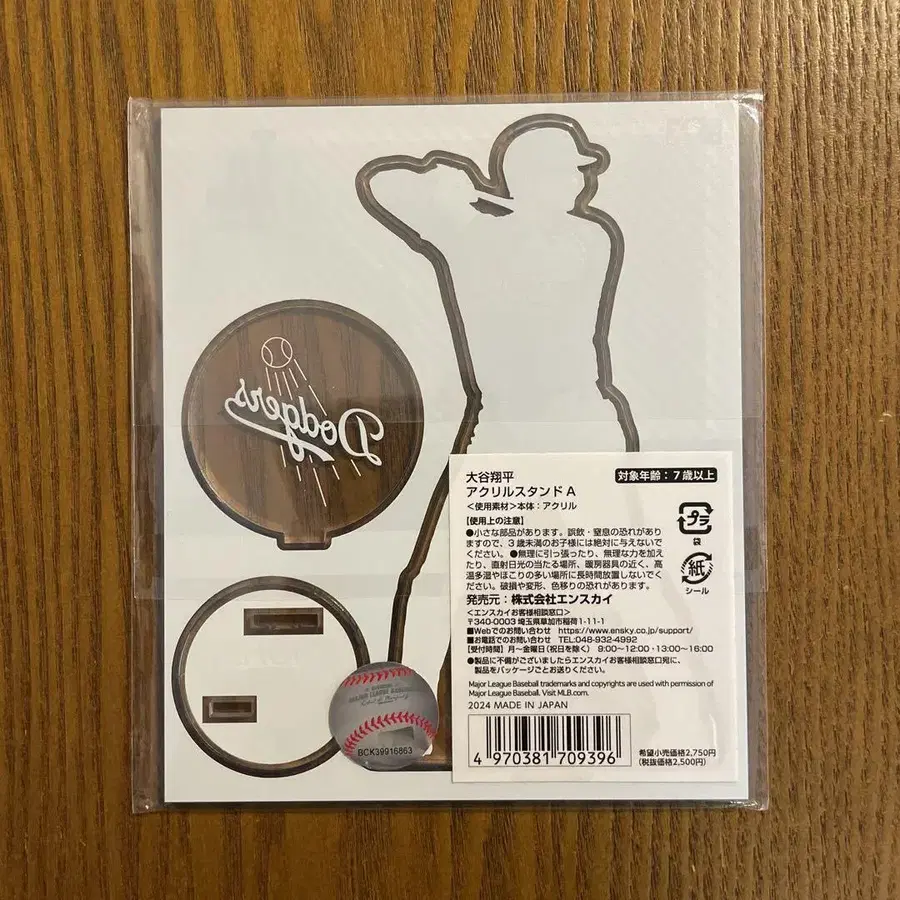 Dodgers
大谷翔平
アクリルスタンド A
対象年齢：7歳以上
＜使用素材＞本体：アクリル
【使用上の注意】
●小さな部品があります。誤飲・窒息の恐れがあり
ますので、3歳未満のお子様には絶対に与えないで
ください。●無理に引っ張ったり、無理な力を加え
たり、直射日光の当たる場所、暖房器具の近く、高
温多湿やほこりの多い場所に長時間放置しないでく
ださい。破損や変形、色移りの恐れがあります。
プラ
袋
紙
シール
発売元：株式会社エンスカイ
＜エンスカイお客様相談窓口＞
〒340-0003 埼玉県草加市稲荷1-11-1
■Webでのお問い合わせ https://www.ensky.co.jp/support/
■お電話でのお問い合わせ TEL:048-932-4992
【受付時間】月～金曜日（祝日を除く） 9:00～12:00・13:00～16:00
●製品に不備がございましたらエンスカイお客様相談窓口宛に、
製品をパッケージごとお送りください。
Major League Baseball trademarks and copyrights are used with permission of
Major League Baseball. Visit MLB.com.
2024 MADE IN JAPAN
4 970381 709396
希望小売価格2,750円
（税抜価格2,500円）
MAJOR LEAGUE BASEBALL
BCK39916863